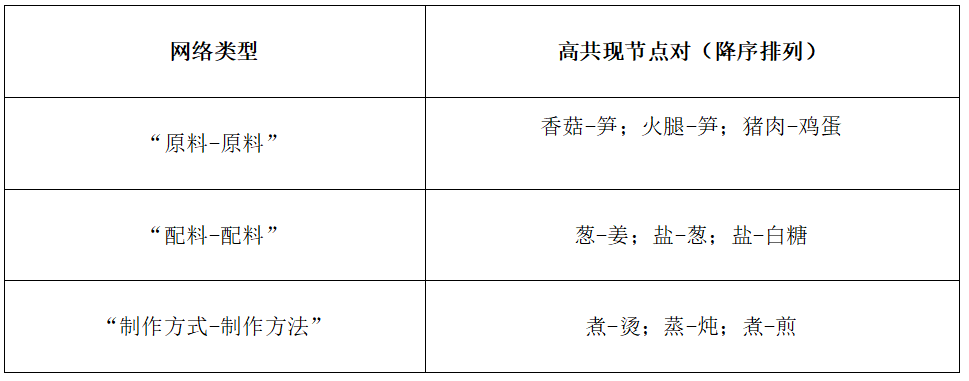 网络类型
高共现节点对（降序排列）
“原料-原料”
香菇-笋；火腿-笋；猪肉-鸡蛋
“配料-配料”
葱-姜；盐-葱；盐-白糖
“制作方式-制作方法”
煮-烫；蒸-炖；煮-煎